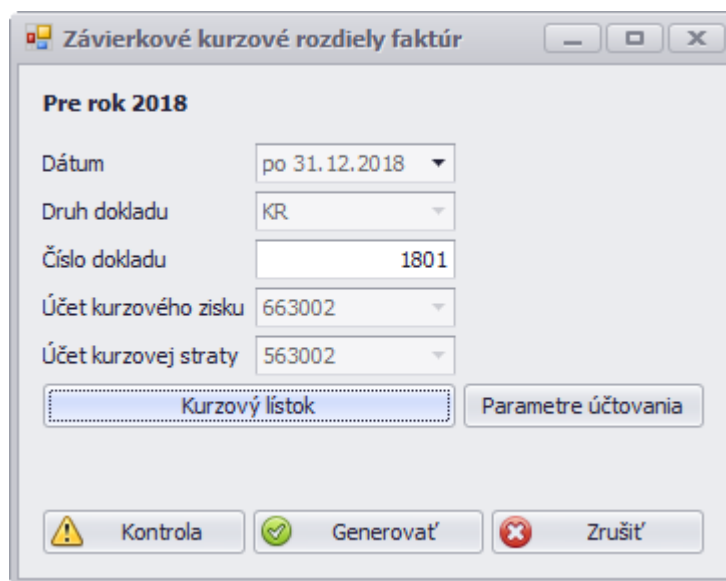 Závierkové kurzové rozdiely faktúr
Pre rok 2018
Dátum po 31.12.2018
Druh dokladu KR
Číslo dokladu 1801
Účet kurzového zisku 663002
Účet kurzovej straty 563002
Kurzový lístok Parametre účtovania
Kontrola Generovať Zrušiť